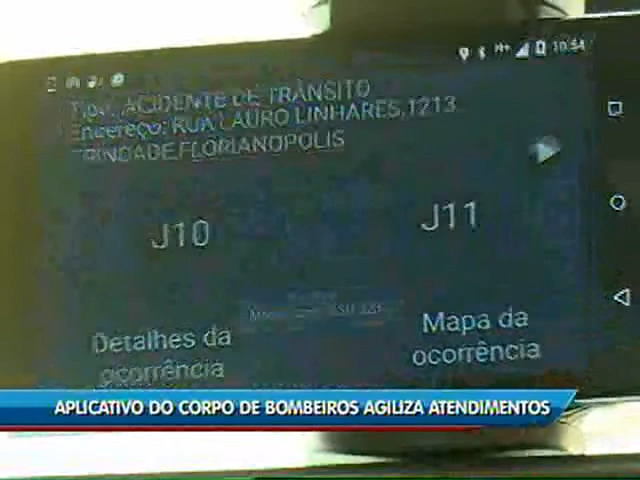 10:54
Tipo: ACIDENTE DE TRÂNSITO
Endereço: RUA LAURO LINHARES,1213
TRINDADE,FLORIANOPOLIS
J10
J11
Detalhes da
ocorrência
Mapa da
ocorrência
APLICATIVO DO CORPO DE BOMBEIROS AGILIZA ATENDIMENTOS